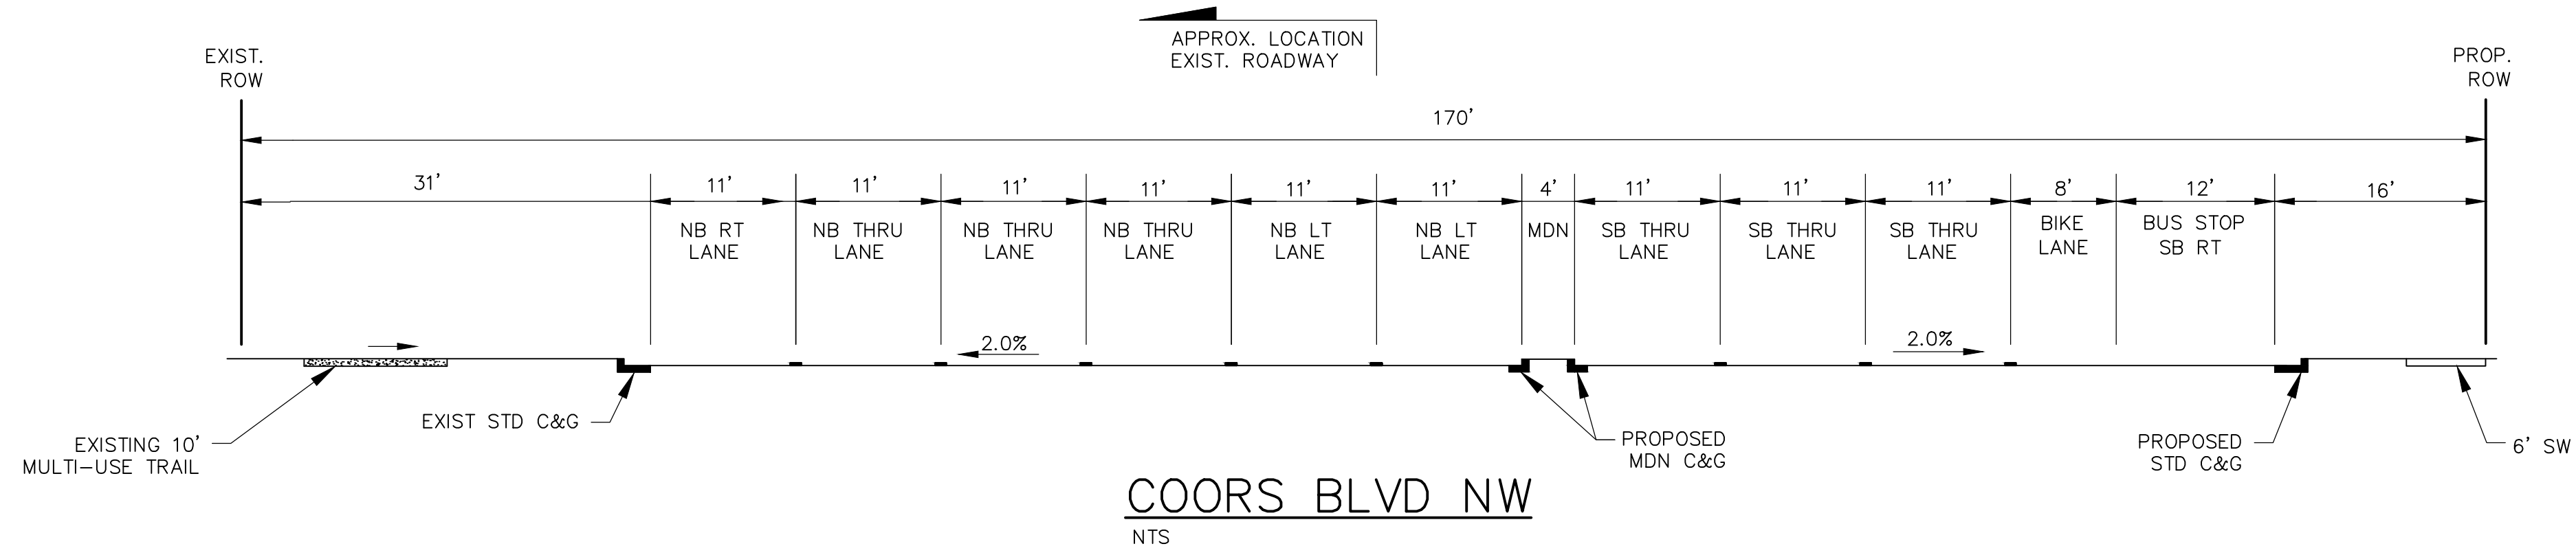 APPROX. LOCATION
EXIST. ROADWAY
EXIST.
ROW
PROP.
ROW
170'
31'
11'
11'
11'
11'
11'
11'
4'
11'
11'
11'
8'
12'
16'
NB RT
LANE
NB THRU
LANE
NB THRU
LANE
NB THRU
LANE
NB LT
LANE
NB LT
LANE
MDN
SB THRU
LANE
SB THRU
LANE
SB THRU
LANE
BIKE
LANE
BUS STOP
SB RT
2.0%
2.0%
EXISTING 10'
MULTI-USE TRAIL
EXIST STD C&G
PROPOSED
MDN C&G
PROPOSED
STD C&G
6' SW
COORS BLVD NW
NTS